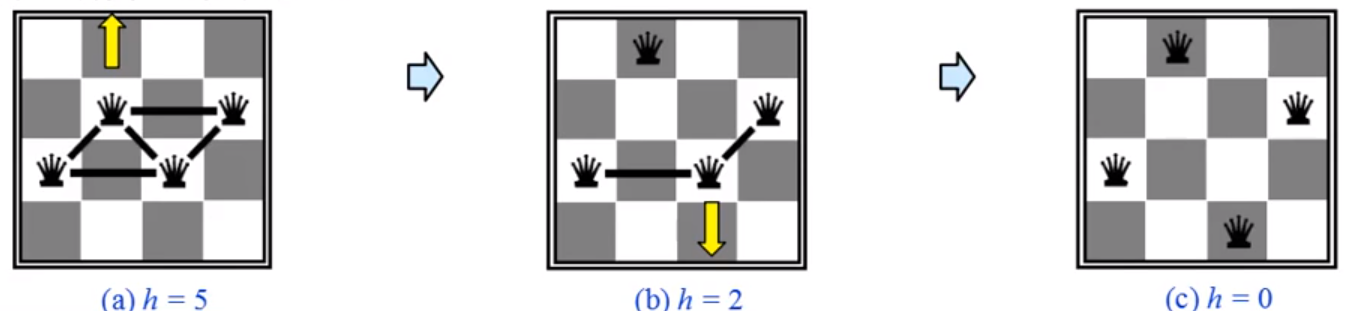 (a) h = 5
(b) h = 2
(c) h = 0